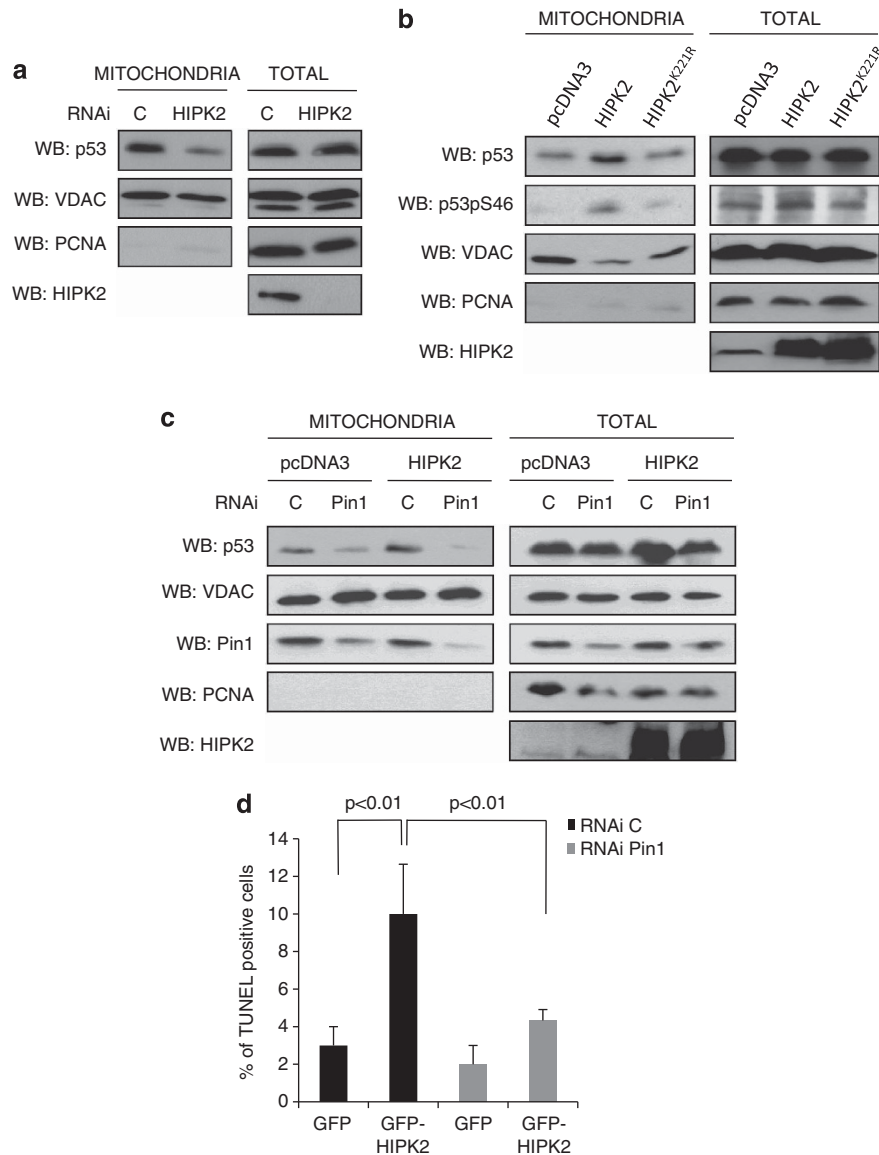 a
MITOCHONDRIA TOTAL
RNAi C HIPK2 C HIPK2
WB: p53
WB: VDAC
WB: PCNA
WB: HIPK2
b
MITOCHONDRIA TOTAL
pcDNA3 HIPK2 HIPK2K221R pcDNA3 HIPK2 HIPK2K221R
WB: p53
WB: p53pS46
WB: VDAC
WB: PCNA
WB: HIPK2
c
MITOCHONDRIA TOTAL
pcDNA3 HIPK2 pcDNA3 HIPK2
RNAi C Pin1 C Pin1 C Pin1 C Pin1
WB: p53
WB: VDAC
WB: Pin1
WB: PCNA
WB: HIPK2
d
p<0.01 p<0.01
RNAi C
RNAi Pin1
% of TUNEL positive cells
14
12
10
8
6
4
2
0
GFP GFP- GFP GFP-
HIPK2 HIPK2